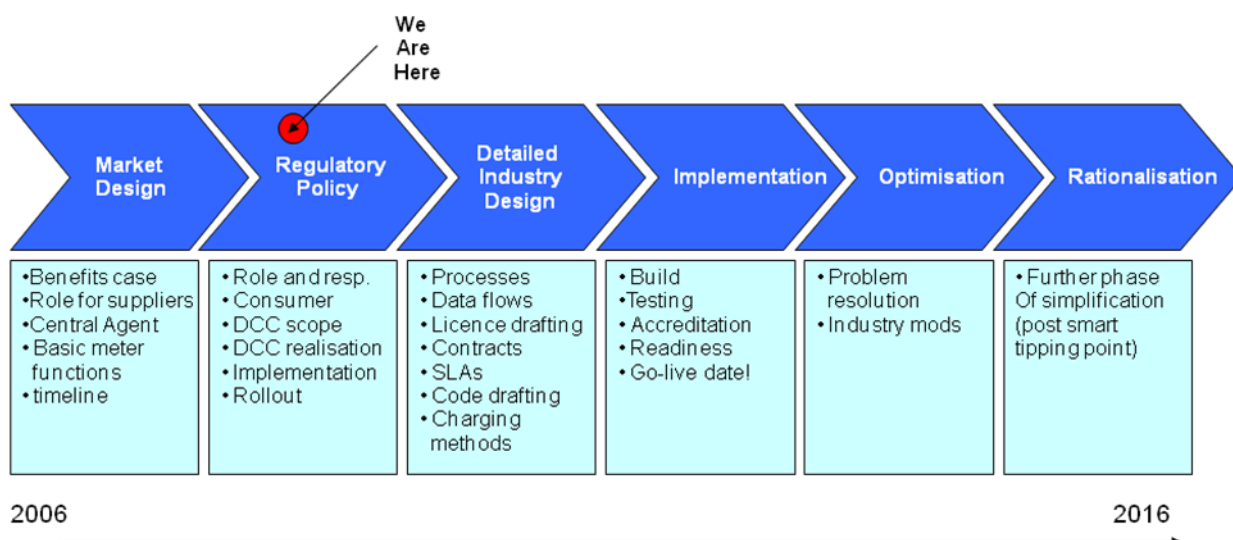 We
Are
Here
Market
Design
Regulatory
Policy
Detailed
Industry
Design
Implementation
Optimisation
Rationalisation
•Benefits case
•Role for suppliers
•Central Agent
• Basic meter
functions
• timeline
• Role and resp.
• Consumer
• DCC scope
• DCC realisation
• Implementation
• Rollout
• Processes
• Data flows
• Licence drafting
• Contracts
• SLAs
• Code drafting
• Charging
methods
• Build
•Testing
• Accreditation
• Readiness
• Go-live date!
• Problem
resolution
• Industry mods
• Further phase
Of simplification
(post smart
tipping point)
2006
2016